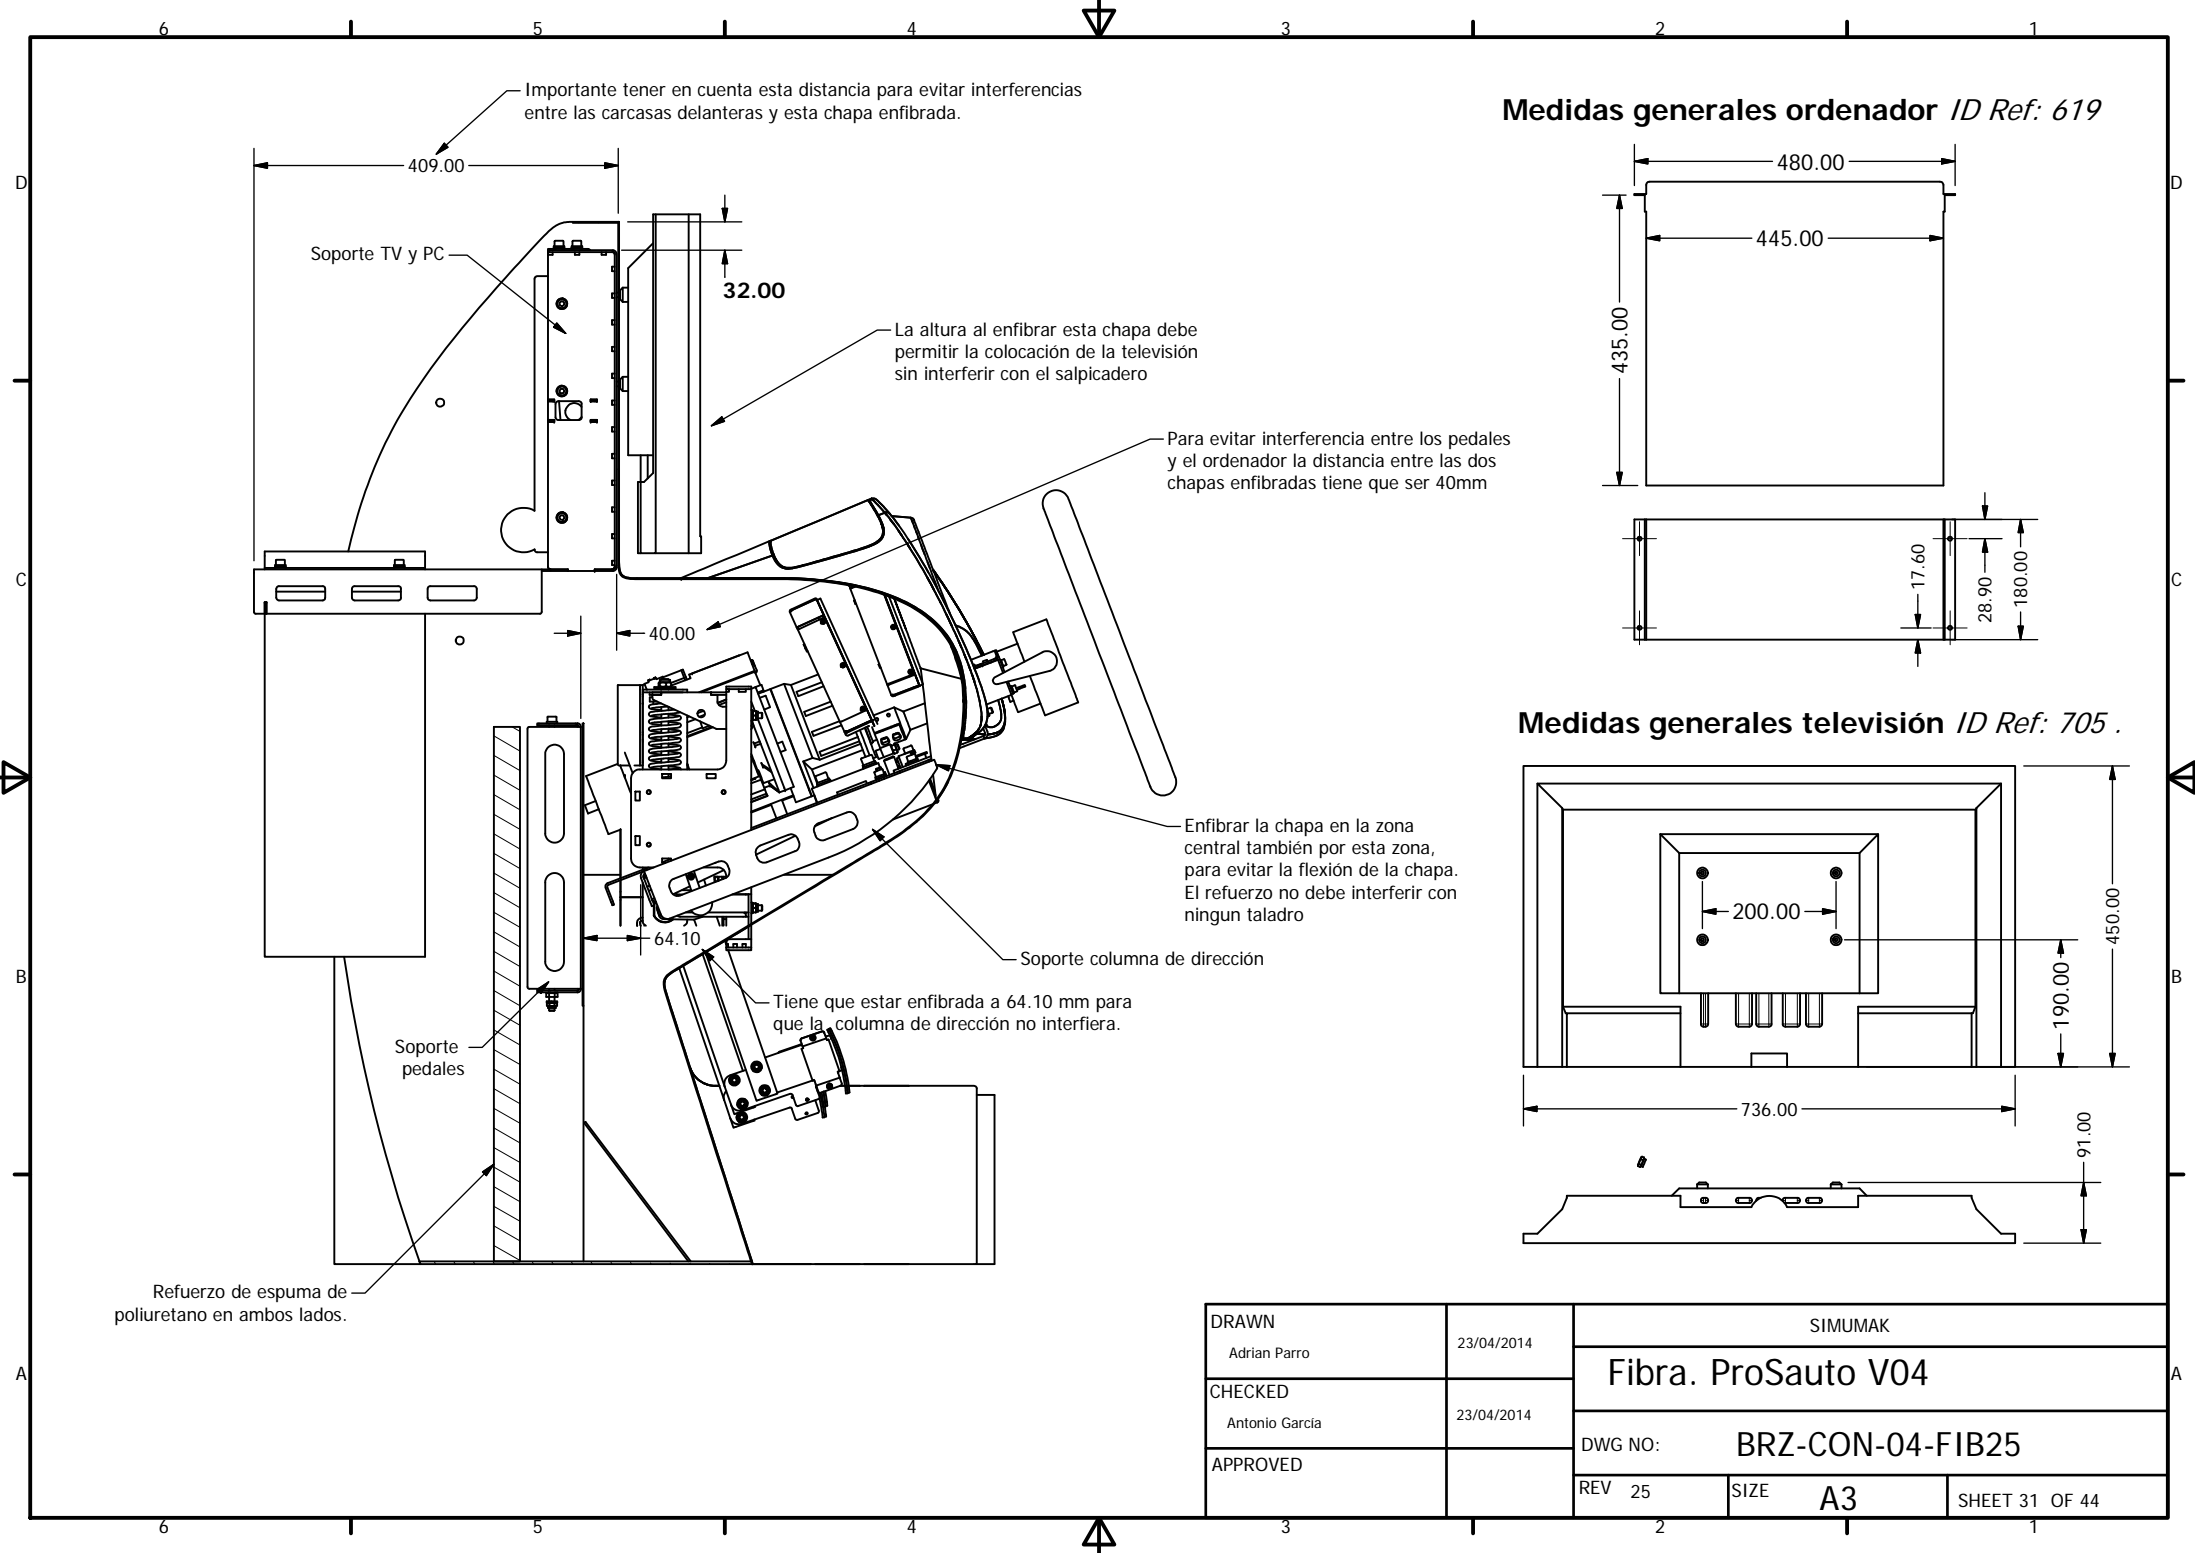 6 5 4 3 2 1
Importante tener en cuenta esta distancia para evitar interferencias
entre las carcasas delanteras y esta chapa enfibrada.
409.00
Soporte TV y PC
32.00
La altura al enfibrar esta chapa debe
permitir la colocación de la televisión
sin interferir con el salpicadero
Para evitar interferencia entre los pedales
y el ordenador la distancia entre las dos
chapas enfibradas tiene que ser 40mm
40.00
Enfibrar la chapa en la zona
central también por esta zona,
para evitar la flexión de la chapa.
El refuerzo no debe interferir con
ningun taladro
64.10
Soporte columna de dirección
Tiene que estar enfibrada a 64.10 mm para
que la columna de dirección no interfiera.
Soporte
pedales
Refuerzo de espuma de
poliuretano en ambos lados.
Medidas generales ordenador ID Ref: 619
480.00
445.00
435.00
17.60
28.90
180.00
Medidas generales televisión ID Ref: 705 .
200.00
190.00
450.00
736.00
91.00
D
C
B
A
D
C
B
A
DRAWN
Adrian Parro
23/04/2014
CHECKED
Antonio García
23/04/2014
APPROVED
SIMUMAK
Fibra. ProSauto V04
DWG NO: BRZ-CON-04-FIB25
REV 25
SIZE A3
SHEET 31 OF 44
6 5 4 3 2 1